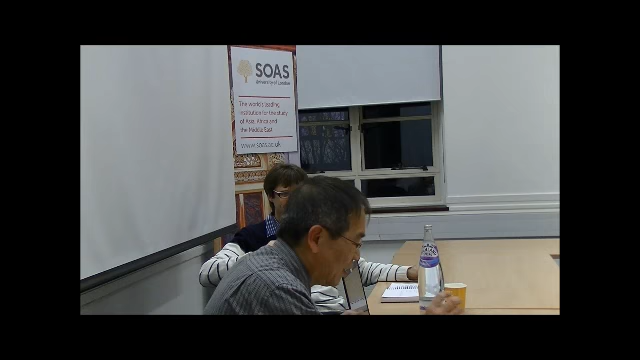 SOAS
University of London
The world's leading
institution for the study
of Asia, Africa and
the Middle East
www.soas.ac.uk